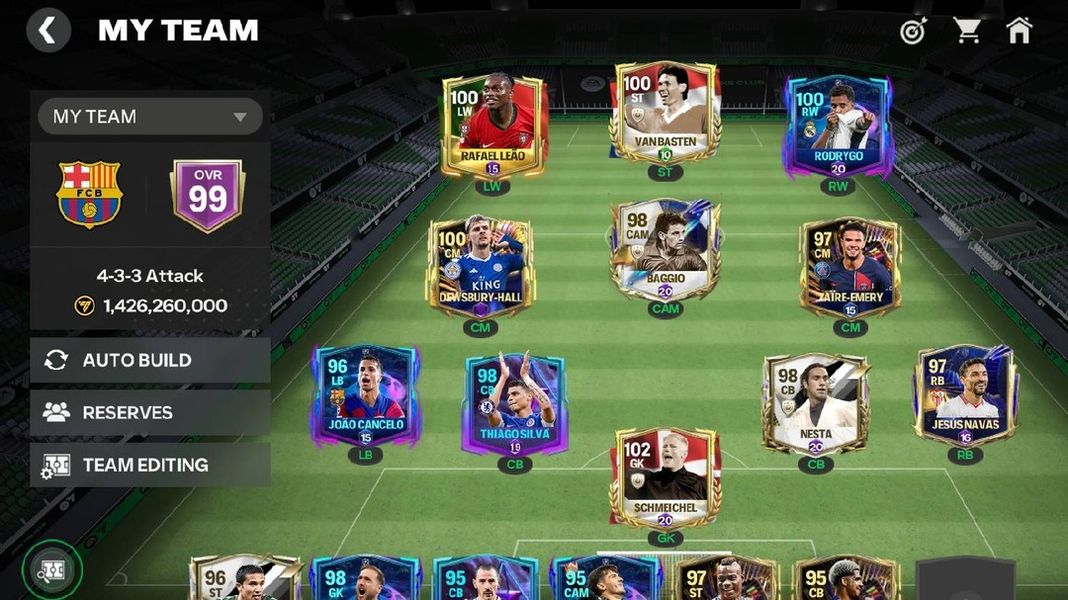 MY TEAM
MY TEAM
FCB
OVR
99
4-3-3 Attack
1,426,260,000
AUTO BUILD
RESERVES
TEAM EDITING
100
LW
RAFAEL LEÃO
15
LW
100
ST
VAN BASTEN
10
ST
100
RW
RODRYGO
20
RW
100
CM
KING
DEWSBURY-HALL
CM
98
CAM
BAGGIO
20
CAM
97
CM
ZAÏRE-EMERY
15
CM
96
LB
JOÃO CANCELO
15
LB
98
CB
THIAGO SILVA
19
CB
98
CB
NESTA
20
CB
97
RB
JESÚS NAVAS
16
RB
102
GK
SCHMEICHEL
20
GK
96
ST
98
GK
95
CB
95
CAM
97
ST
95
CB